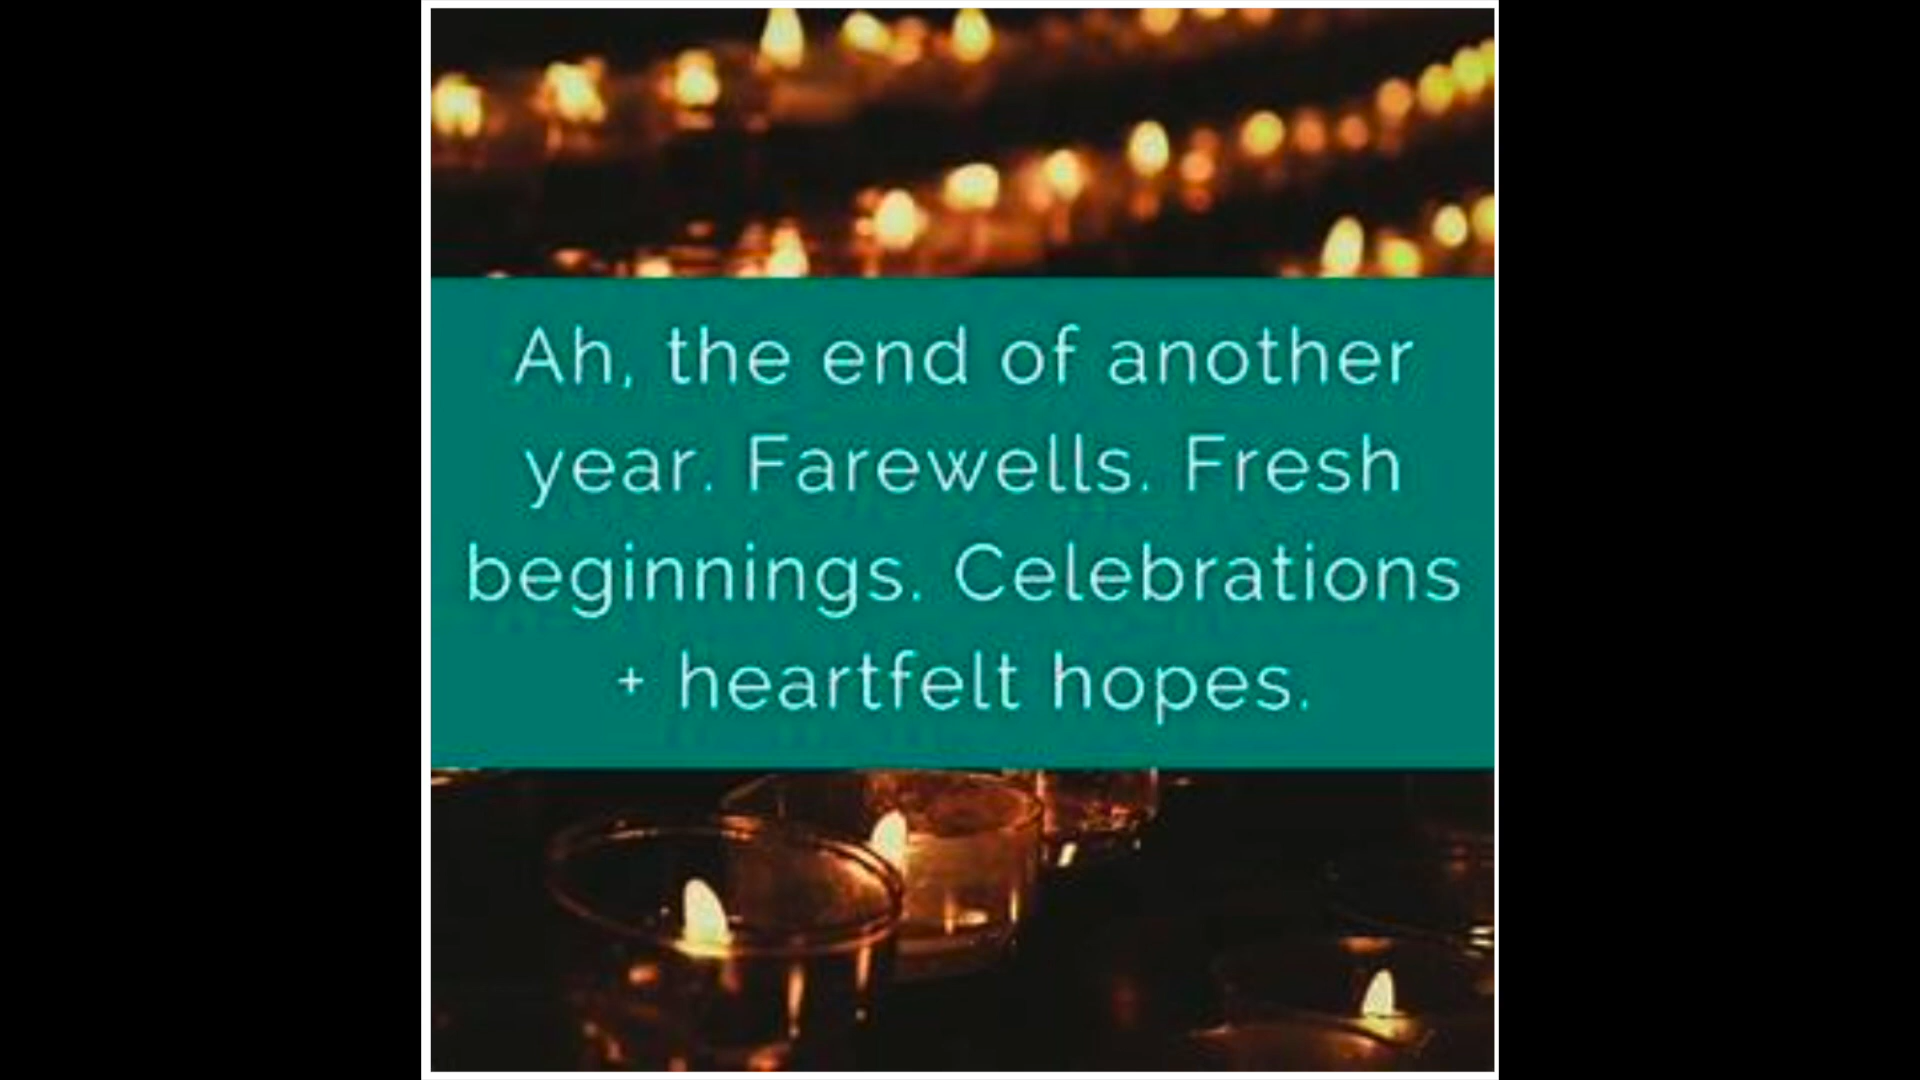 Ah, the end of another
year. Farewells. Fresh
beginnings. Celebrations
+ heartfelt hopes.